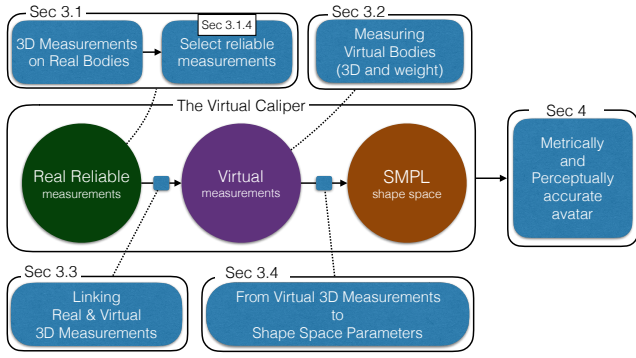 Sec 3.1
3D Measurements
on Real Bodies
Sec 3.1.4
Select reliable
measurements
Sec 3.2
Measuring
Virtual Bodies
(3D and weight)
The Virtual Caliper
Real Reliable
measurements
Virtual
measurements
SMPL
shape space
Sec 4
Metrically
and
Perceptually
accurate
avatar
Sec 3.3
Linking
Real & Virtual
3D Measurements
Sec 3.4
From Virtual 3D Measurements
to
Shape Space Parameters